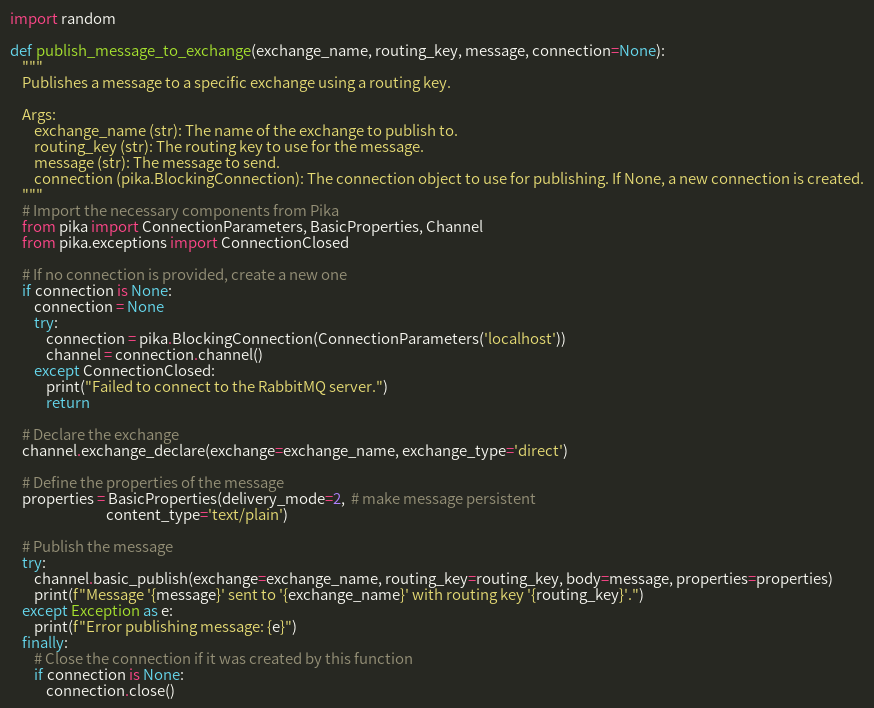 import random

def publish_message_to_exchange(exchange_name, routing_key, message, connection=None):
    """
    Publishes a message to a specific exchange using a routing key.

    Args:
        exchange_name (str): The name of the exchange to publish to.
        routing_key (str): The routing key to use for the message.
        message (str): The message to send.
        connection (pika.BlockingConnection): The connection object to use for publishing. If None, a new connection is created.
    """
    # Import the necessary components from Pika
    from pika import ConnectionParameters, BasicProperties, Channel
    from pika.exceptions import ConnectionClosed

    # If no connection is provided, create a new one
    if connection is None:
        connection = None
        try:
            connection = pika.BlockingConnection(ConnectionParameters('localhost'))
            channel = connection.channel()
        except ConnectionClosed:
            print("Failed to connect to the RabbitMQ server.")
            return

    # Declare the exchange
    channel.exchange_declare(exchange=exchange_name, exchange_type='direct')

    # Define the properties of the message
    properties = BasicProperties(delivery_mode=2,  # make message persistent
                                 content_type='text/plain')

    # Publish the message
    try:
        channel.basic_publish(exchange=exchange_name, routing_key=routing_key, body=message, properties=properties)
        print(f"Message '{message}' sent to '{exchange_name}' with routing key '{routing_key}'.")
    except Exception as e:
        print(f"Error publishing message: {e}")
    finally:
        # Close the connection if it was created by this function
        if connection is None:
            connection.close()